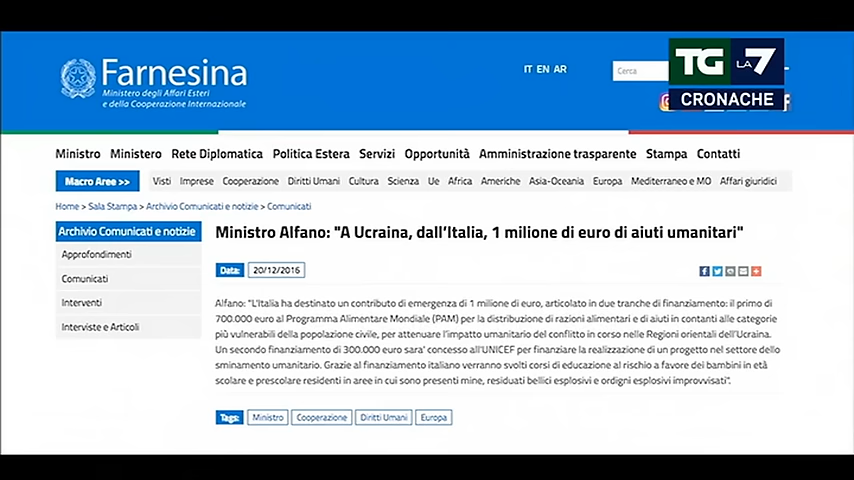 Farnesina
Ministero degli Affari Esteri
e della Cooperazione Internazionale
IT EN AR
Cerca
TG LA 7
CRONACHE
Ministro Ministero Rete Diplomatica Politica Estera Servizi Opportunità Amministrazione trasparente Stampa Contatti
Macro Aree >> Visti Imprese Cooperazione Diritti Umani Cultura Scienza Ue Africa Americhe Asia-Oceania Europa Mediterraneo e MO Affari giuridici
Home > Sala Stampa > Archivio Comunicati e notizie > Comunicati
Archivio Comunicati e notizie
Approfondimenti
Comunicati
Interventi
Interviste e Articoli
Ministro Alfano: "A Ucraina, dall'Italia, 1 milione di euro di aiuti umanitari"
Data: 20/12/2016
Alfano: "L'Italia ha destinato un contributo di emergenza di 1 milione di euro, articolato in due tranche di finanziamento: il primo di
700.000 euro al Programma Alimentare Mondiale (PAM) per la distribuzione di razioni alimentari e di aiuti in contanti alle categorie
più vulnerabili della popolazione civile, per attenuare l'impatto umanitario del conflitto in corso nelle Regioni orientali dell'Ucraina.
Un secondo finanziamento di 300.000 euro sara' concesso all'UNICEF per finanziare la realizzazione di un progetto nel settore dello
sminamento umanitario. Grazie al finanziamento italiano verranno svolti corsi di educazione al rischio a favore dei bambini in età
scolare e prescolare residenti in aree in cui sono presenti mine, residuati bellici esplosivi e ordigni esplosivi improvvisati".
Tags: Ministro Cooperazione Diritti Umani Europa